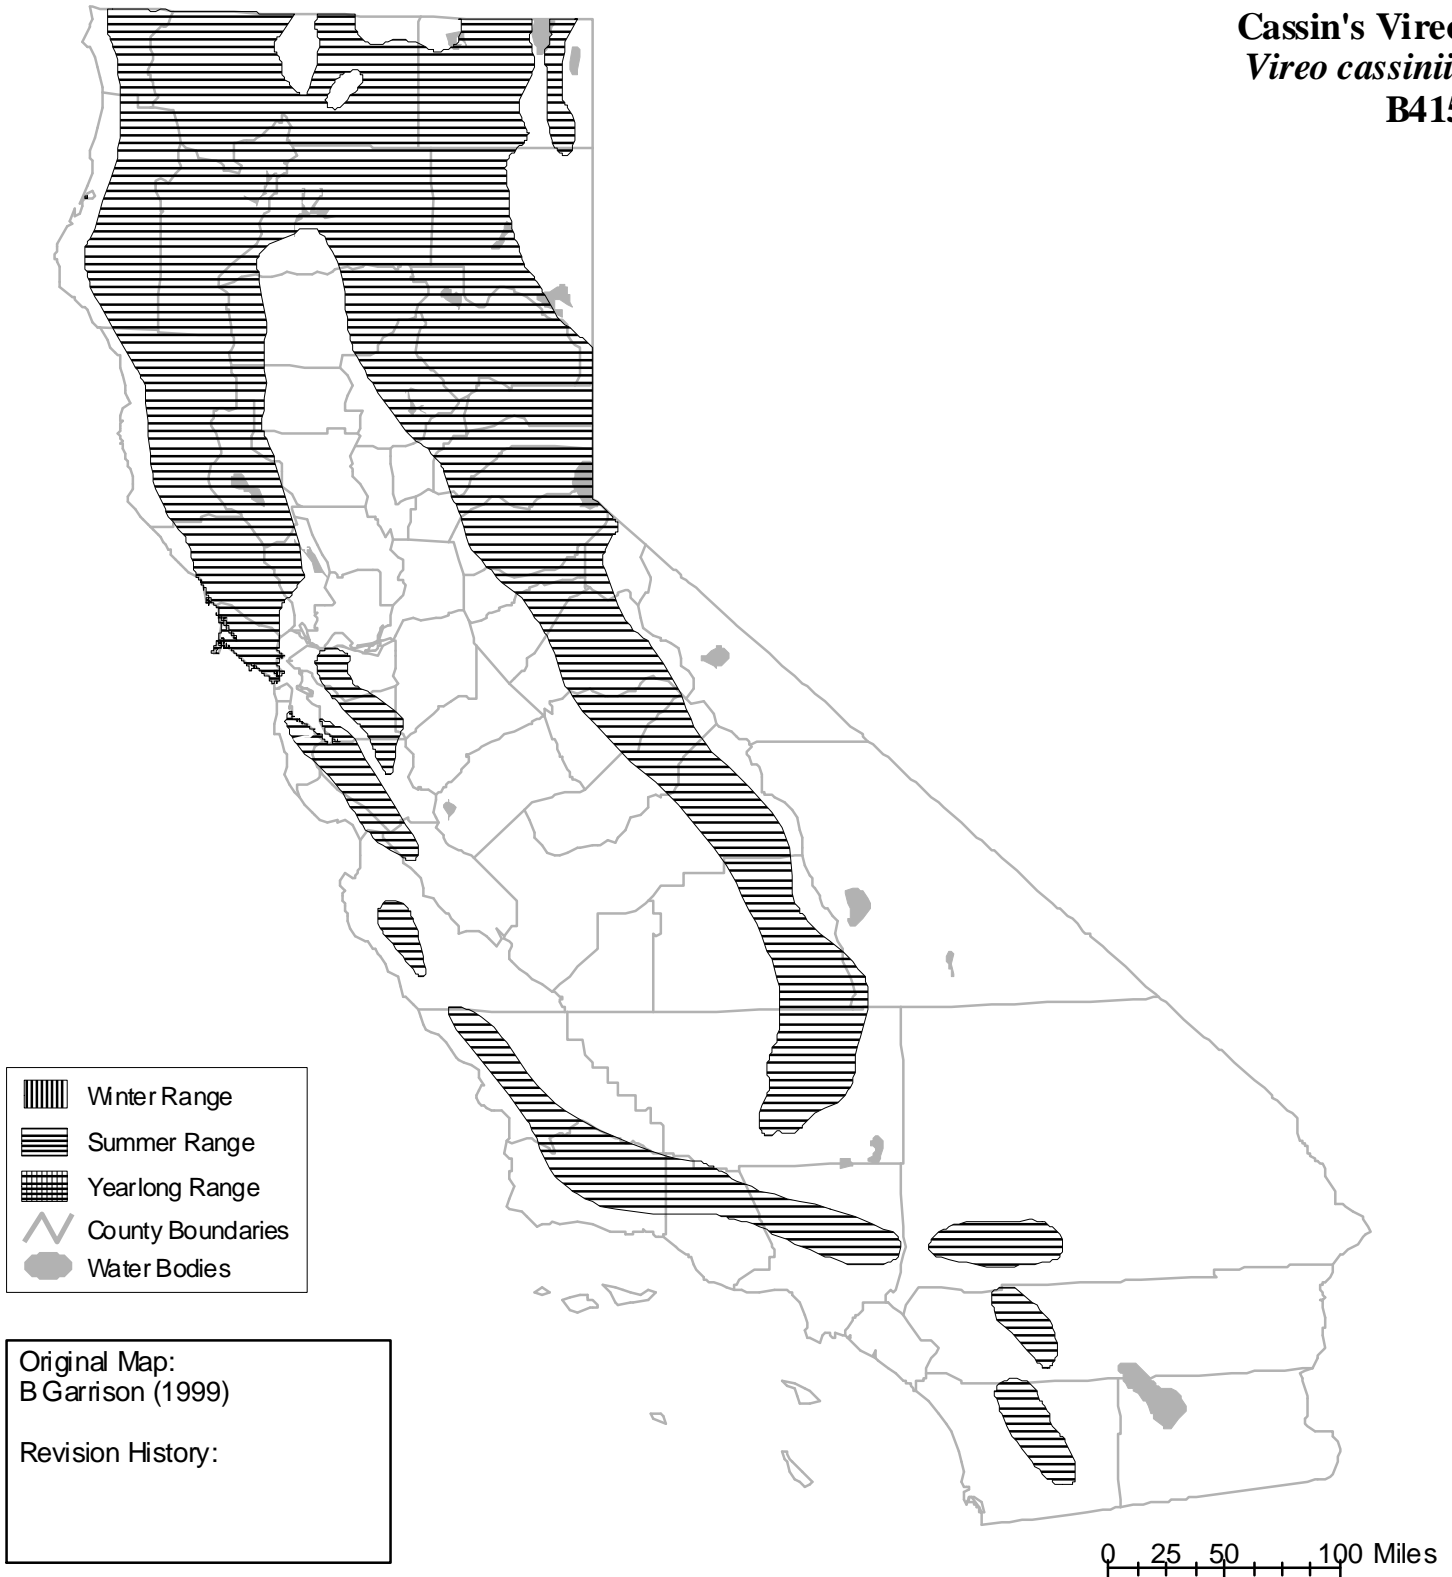 Cassin's Vireo
Vireo cassinii
B415
Winter Range
Summer Range
Yearlong Range
County Boundaries
Water Bodies
Original Map:
B Garrison (1999)
Revision History:
0 25 50 100 Miles